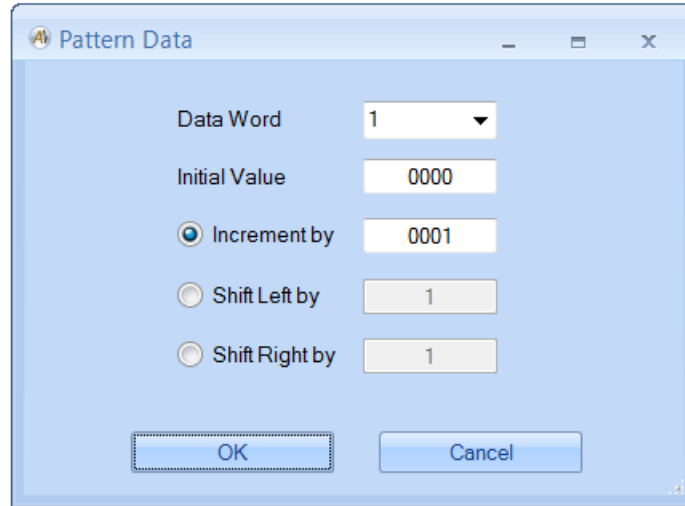 Pattern Data
Data Word 1
Initial Value 0000
Increment by 0001
Shift Left by 1
Shift Right by 1
OK Cancel